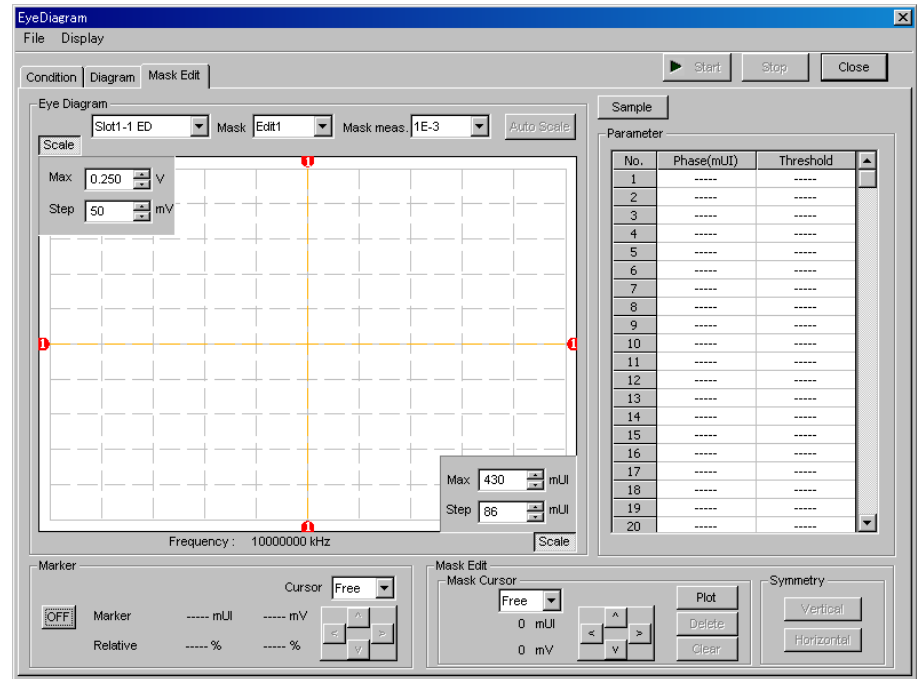 EyeDiagram
File Display
Condition Diagram Mask Edit
Start Stop Close
Eye Diagram
Slot1-1 ED Mask Edit1 Mask meas. 1E-3 Auto Scale
Scale
Max 0.250 V
Step 50 mV
1
1
1
1
Max 430 mUI
Step 86 mUI
Frequency : 10000000 kHz
Scale
Sample
Parameter
No. Phase(mUI) Threshold
1 ----- -----
2 ----- -----
3 ----- -----
4 ----- -----
5 ----- -----
6 ----- -----
7 ----- -----
8 ----- -----
9 ----- -----
10 ----- -----
11 ----- -----
12 ----- -----
13 ----- -----
14 ----- -----
15 ----- -----
16 ----- -----
17 ----- -----
18 ----- -----
19 ----- -----
20 ----- -----
Marker
Cursor Free
OFF Marker ----- mUI ----- mV
Relative ----- % ----- %
^
< >
v
Mask Edit
Mask Cursor
Free
0 mUI
0 mV
^
< >
v
Plot
Delete
Clear
Symmetry
Vertical
Horizontal